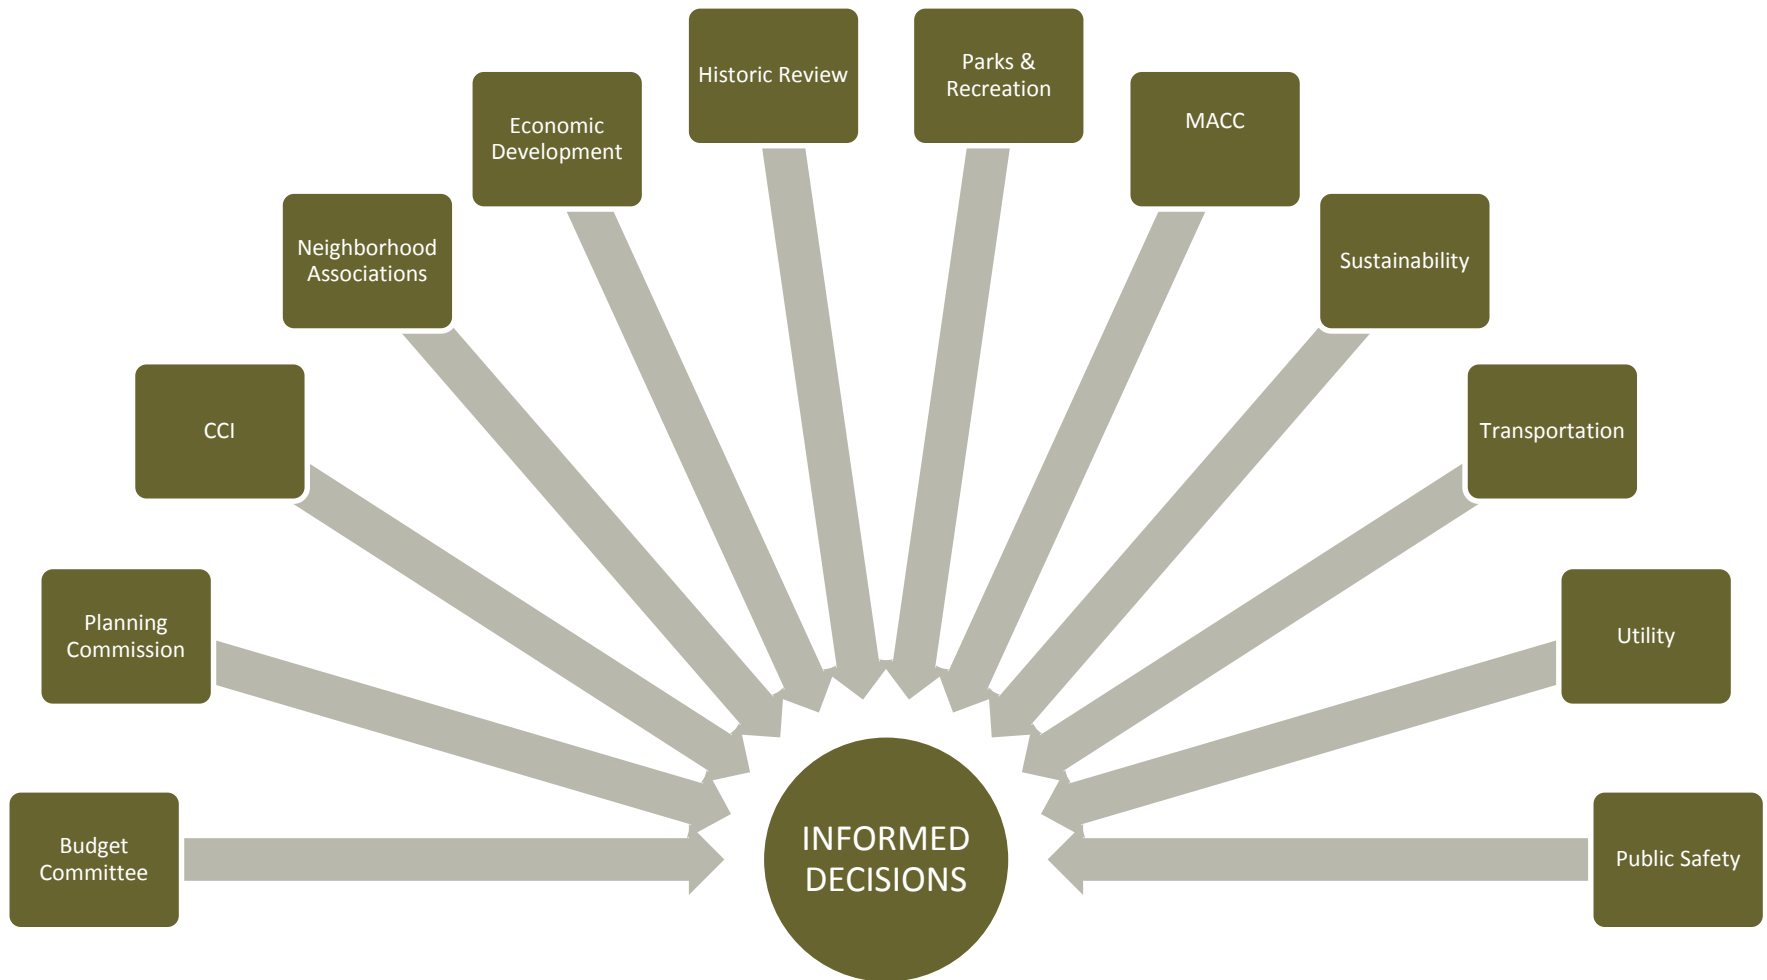 Historic Review
Parks &
Recreation
Economic
Development
MACC
Neighborhood
Associations
Sustainability
CCI
Transportation
Planning
Commission
Utility
Budget
Committee
INFORMED
DECISIONS
Public Safety